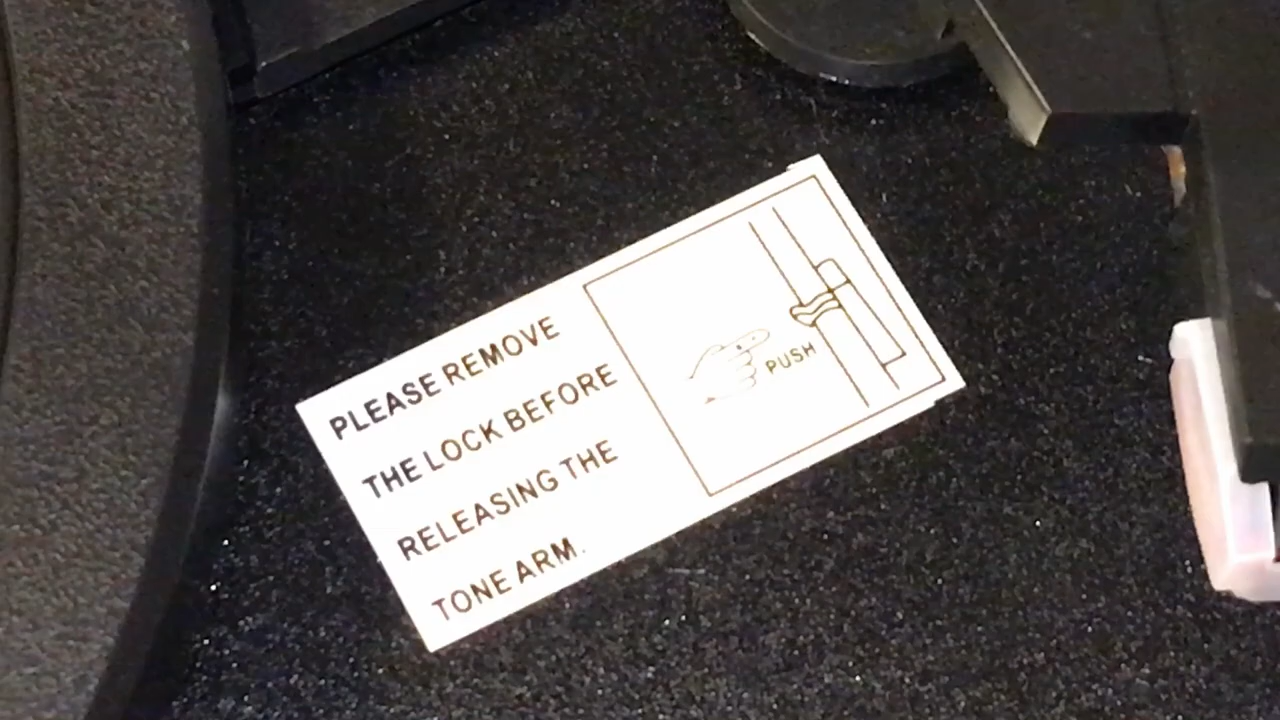 PLEASE REMOVE
THE LOCK BEFORE
RELEASING THE
TONE ARM.
PUSH